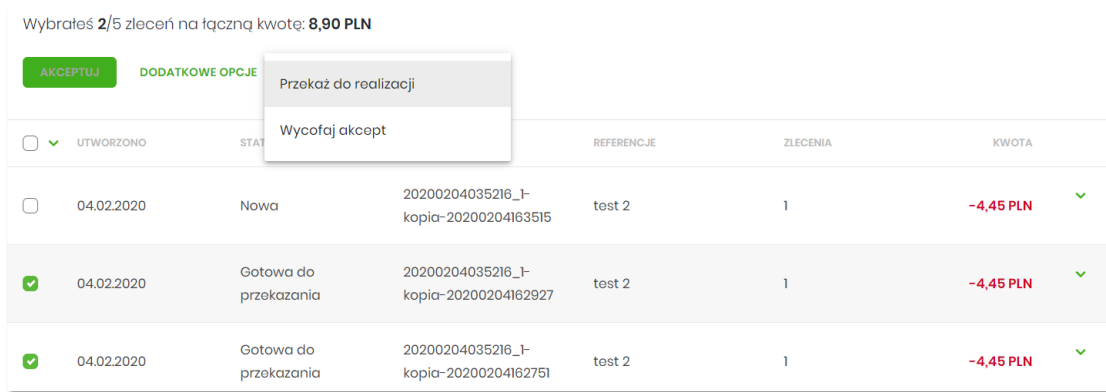 Wybrałeś 2/5 zleceń na łączną kwotę: 8,90 PLN
AKCEPTUJ
DODATKOWE OPCJE
Przekaż do realizacji
Wycofaj akcept
UTWORZONO STAT REFERENCJE ZLECENIA KWOTA
04.02.2020 Nowa 20200204035216_1- test 2 1 -4,45 PLN
kopia-20200204163515
04.02.2020 Gotowa do 20200204035216_1- test 2 1 -4,45 PLN
przekazania kopia-20200204162927
04.02.2020 Gotowa do 20200204035216_1- test 2 1 -4,45 PLN
przekazania kopia-20200204162751